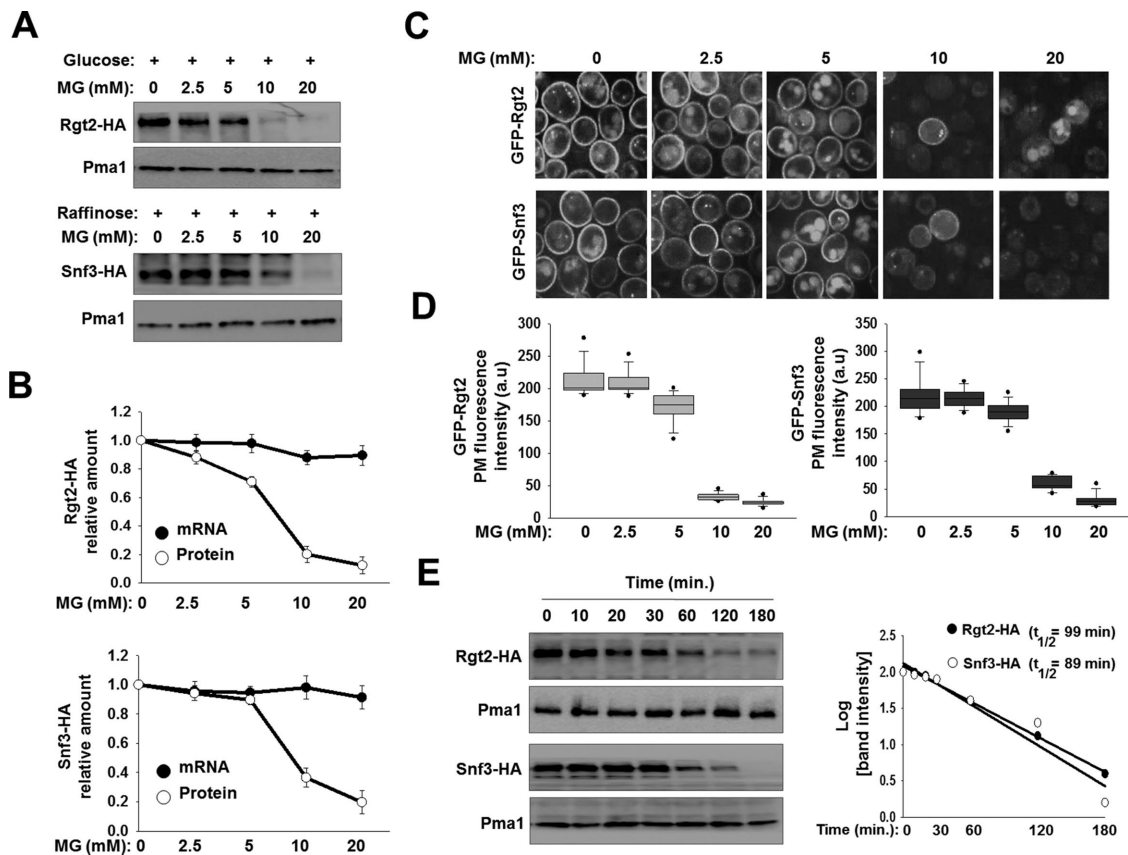 A
Glucose: + + + + +
MG (mM): 0 2.5 5 10 20
Rgt2-HA
Pma1
Raffinose: + + + + +
MG (mM): 0 2.5 5 10 20
Snf3-HA
Pma1
B
Rgt2-HA
relative amount
1.2
1.0
0.8
0.6
0.4
0.2
0.0
mRNA
Protein
MG (mM): 0 2.5 5 10 20
Snf3-HA
relative amount
1.2
1.0
0.8
0.6
0.4
0.2
0.0
mRNA
Protein
MG (mM): 0 2.5 5 10 20
C
MG (mM): 0 2.5 5 10 20
GFP-Rgt2
GFP-Snf3
D
GFP-Rgt2
PM fluorescence
intensity (a.u)
300
250
200
150
100
50
0
MG (mM): 0 2.5 5 10 20
GFP-Snf3
PM fluorescence
intensity (a.u)
350
300
250
200
150
100
50
0
MG (mM): 0 2.5 5 10 20
E
Time (min.)
0 10 20 30 60 120 180
Rgt2-HA
Pma1
Snf3-HA
Pma1
Rgt2-HA (t1/2= 99 min)
Snf3-HA (t1/2= 89 min)
Log
[band intensity]
2.5
2.0
1.5
1.0
0.5
0.0
Time (min.): 0 30 60 120 180